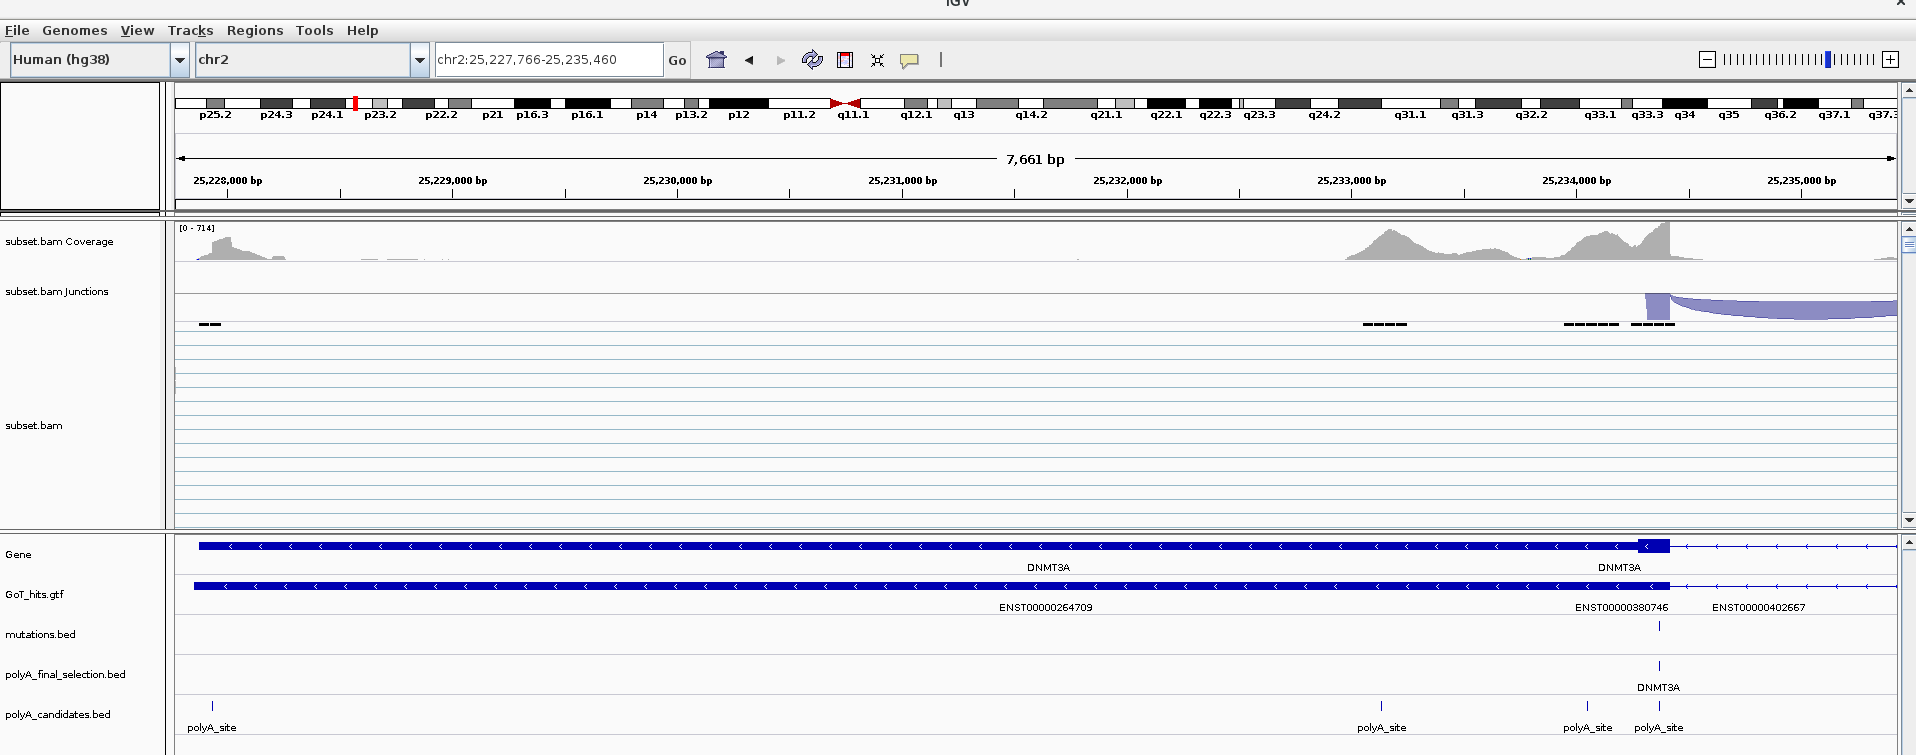 IGV
File Genomes View Tracks Regions Tools Help
Human (hg38) chr2 chr2:25,227,766-25,235,460 Go
p25.2 p24.3 p24.1 p23.2 p22.2 p21 p16.3 p16.1 p14 p13.2 p12 p11.2 q11.1 q12.1 q13 q14.2 q21.1 q22.1 q22.3 q23.3 q24.2 q31.1 q31.3 q32.2 q33.1 q33.3 q34 q35 q36.2 q37.1 q37.3
7,661 bp
25,228,000 bp 25,229,000 bp 25,230,000 bp 25,231,000 bp 25,232,000 bp 25,233,000 bp 25,234,000 bp 25,235,000 bp
[0 - 714]
subset.bam Coverage
subset.bam Junctions
subset.bam
Gene
DNMT3A DNMT3A
GoT_hits.gtf
ENST00000264709 ENST00000380746 ENST00000402667
mutations.bed
polyA_final_selection.bed
DNMT3A
polyA_candidates.bed
polyA_site polyA_site polyA_site polyA_site